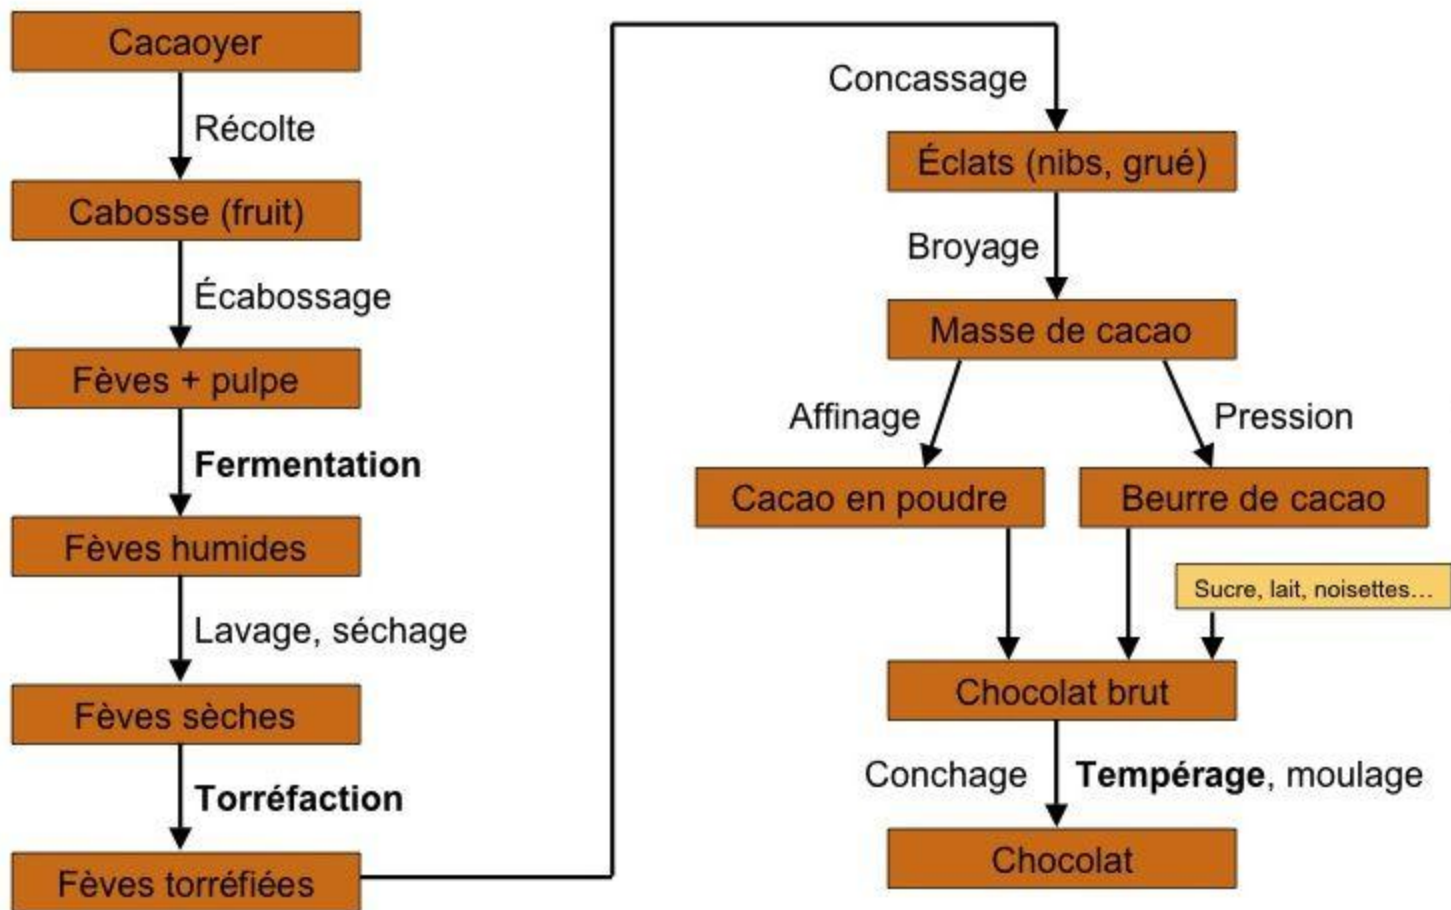 Cacaoyer
Récolte
Cabosse (fruit)
Écabossage
Fèves + pulpe
Fermentation
Fèves humides
Lavage, séchage
Fèves sèches
Torréfaction
Fèves torréfiées
Concassage
Éclats (nibs, grué)
Broyage
Masse de cacao
Affinage
Pression
Cacao en poudre
Beurre de cacao
Sucre, lait, noisettes…
Chocolat brut
Conchage
Tempérage, moulage
Chocolat